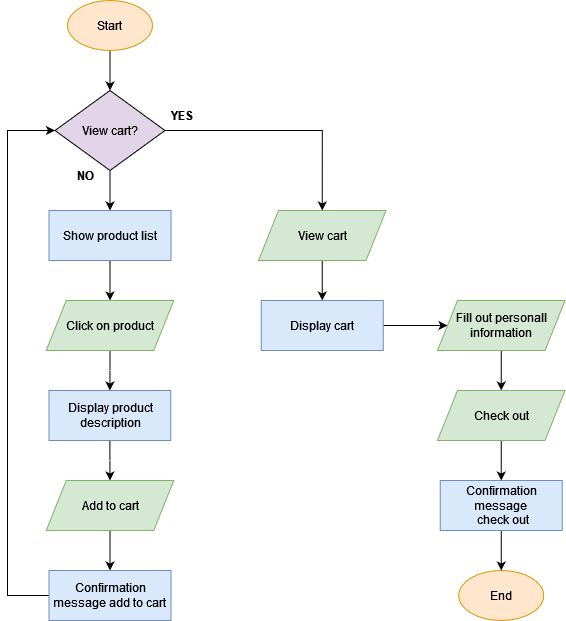 Start
YES
View cart?
NO
Show product list
View cart
Click on product
Display cart
Fill out personall
information
Display product
description
Check out
Add to cart
Confirmation
message
check out
Confirmation
message add to cart
End